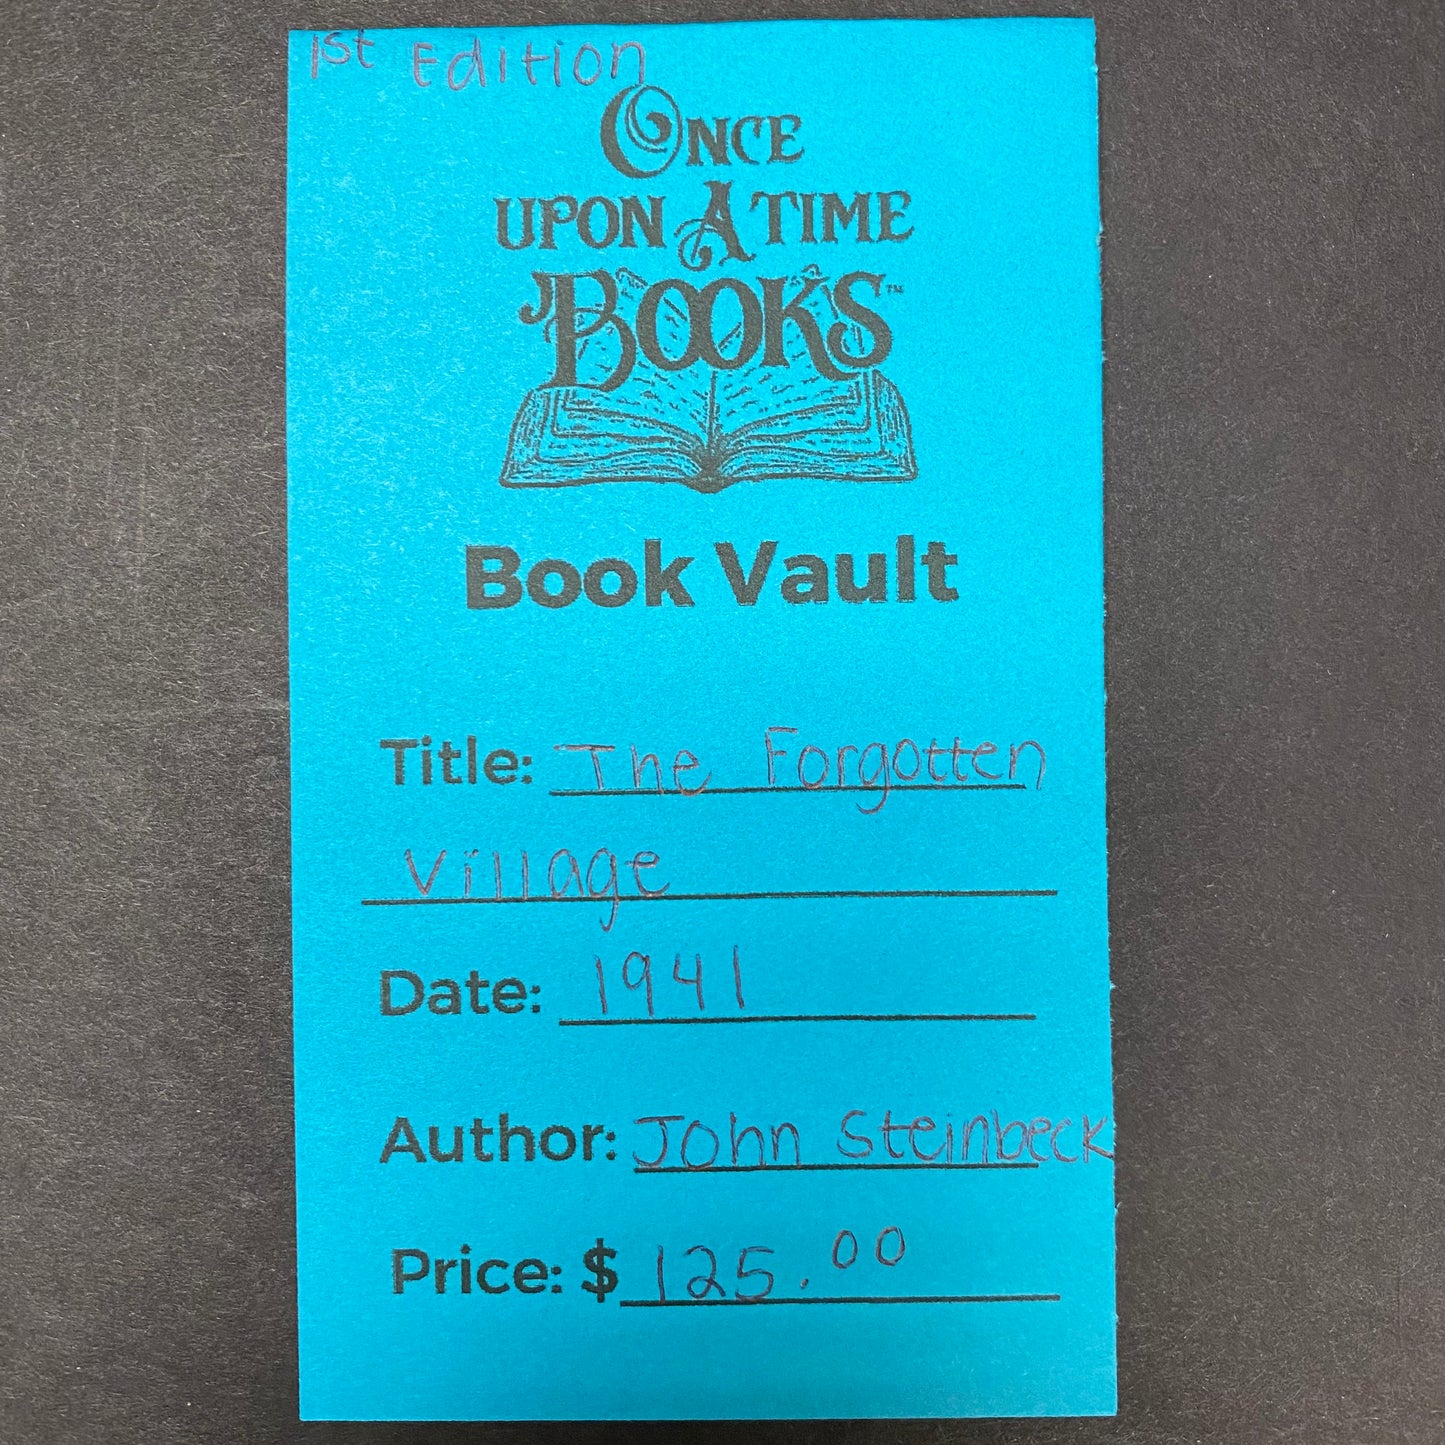 1st Edition
ONCE
UPON A TIME
BOOKS™
Book Vault
Title: The Forgotten
Village
Date: 1941
Author: John Steinbeck
Price: $ 125.00